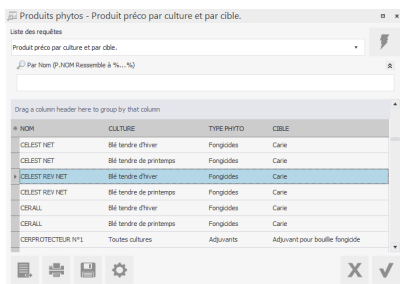 Produits phytos - Produit préco par culture et par cible.
Liste des requêtes
Produit préco par culture et par cible.
Par Nom (P.NOM Ressemble à %...%)
Drag a column header here to group by that column
NOM CULTURE TYPE PHYTO CIBLE
CELEST NET Blé tendre d'hiver Fongicides Carie
CELEST NET Blé tendre de printemps Fongicides Carie
CELEST REV NET Blé tendre d'hiver Fongicides Carie
CELEST REV NET Blé tendre de printemps Fongicides Carie
CERALL Blé tendre d'hiver Fongicides Carie
CERALL Blé tendre de printemps Fongicides Carie
CERPROTECTEUR N°1 Toutes cultures Adjuvants Adjuvant pour bouillie fongicide